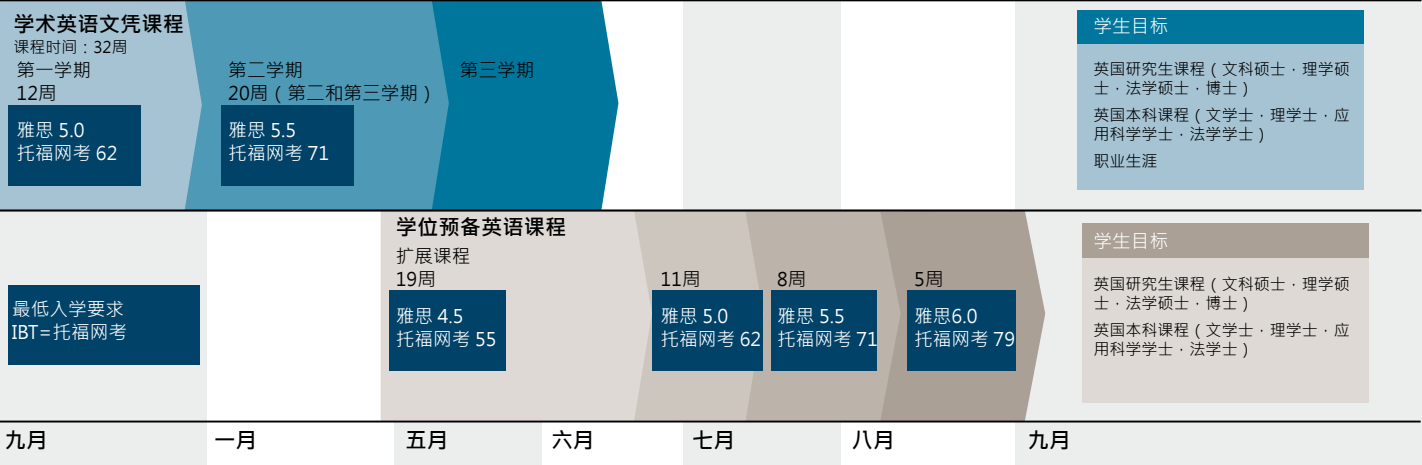 学术英语文凭课程
课程时间：32周
第一学期
12周
雅思 5.0
托福网考 62
第二学期
20周（第二和第三学期）
雅思 5.5
托福网考 71
第三学期
学生目标
英国研究生课程（文科硕士·理学硕
士·法学硕士·博士）
英国本科课程（文学士·理学士·应
用科学学士·法学学士）
职业生涯
最低入学要求
IBT=托福网考
学位预备英语课程
扩展课程
19周
雅思 4.5
托福网考 55
11周
雅思 5.0
托福网考 62
8周
雅思 5.5
托福网考 71
5周
雅思6.0
托福网考 79
学生目标
英国研究生课程（文科硕士·理学硕
士·法学硕士·博士）
英国本科课程（文学士·理学士·应
用科学学士·法学士）
九月
一月
五月
六月
七月
八月
九月